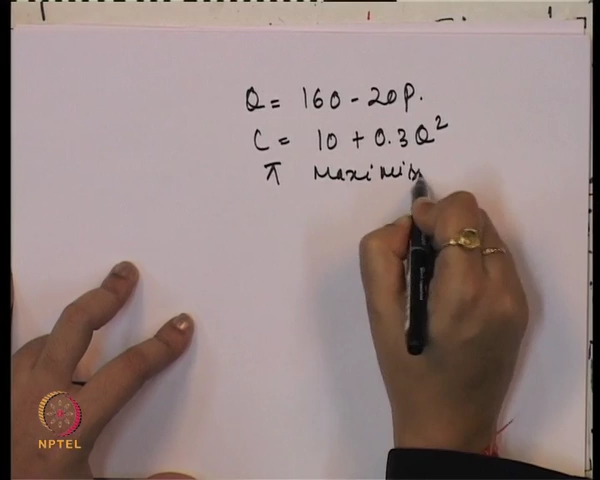 Q = 160 - 20P.
C = 10 + 0.3Q²
π Maximis
NPTEL